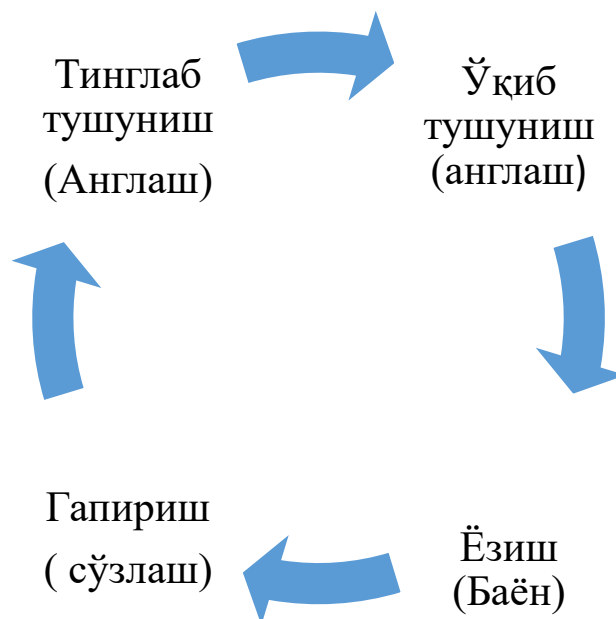 Тинглаб
тушуниш
(Англаш)
Ўқиб
тушуниш
(англаш)
Ёзиш
(Баён)
Гапириш
( сўзлаш)